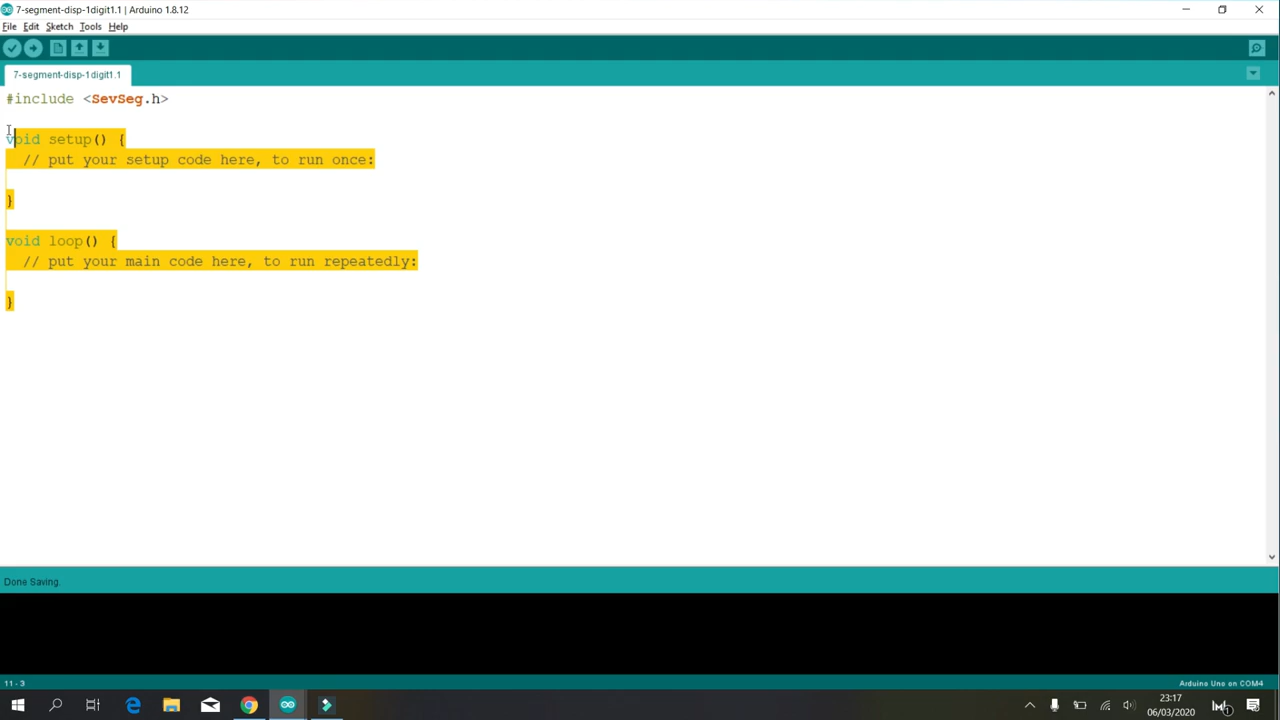 7-segment-disp-1digit1.1 | Arduino 1.8.12
File Edit Sketch Tools Help
7-segment-disp-1digit1.1
#include <SevSeg.h>
void setup() {
// put your setup code here, to run once:
}
void loop() {
// put your main code here, to run repeatedly:
}
Done Saving.
11 - 3
Arduino Uno on COM4
23:17
06/03/2020